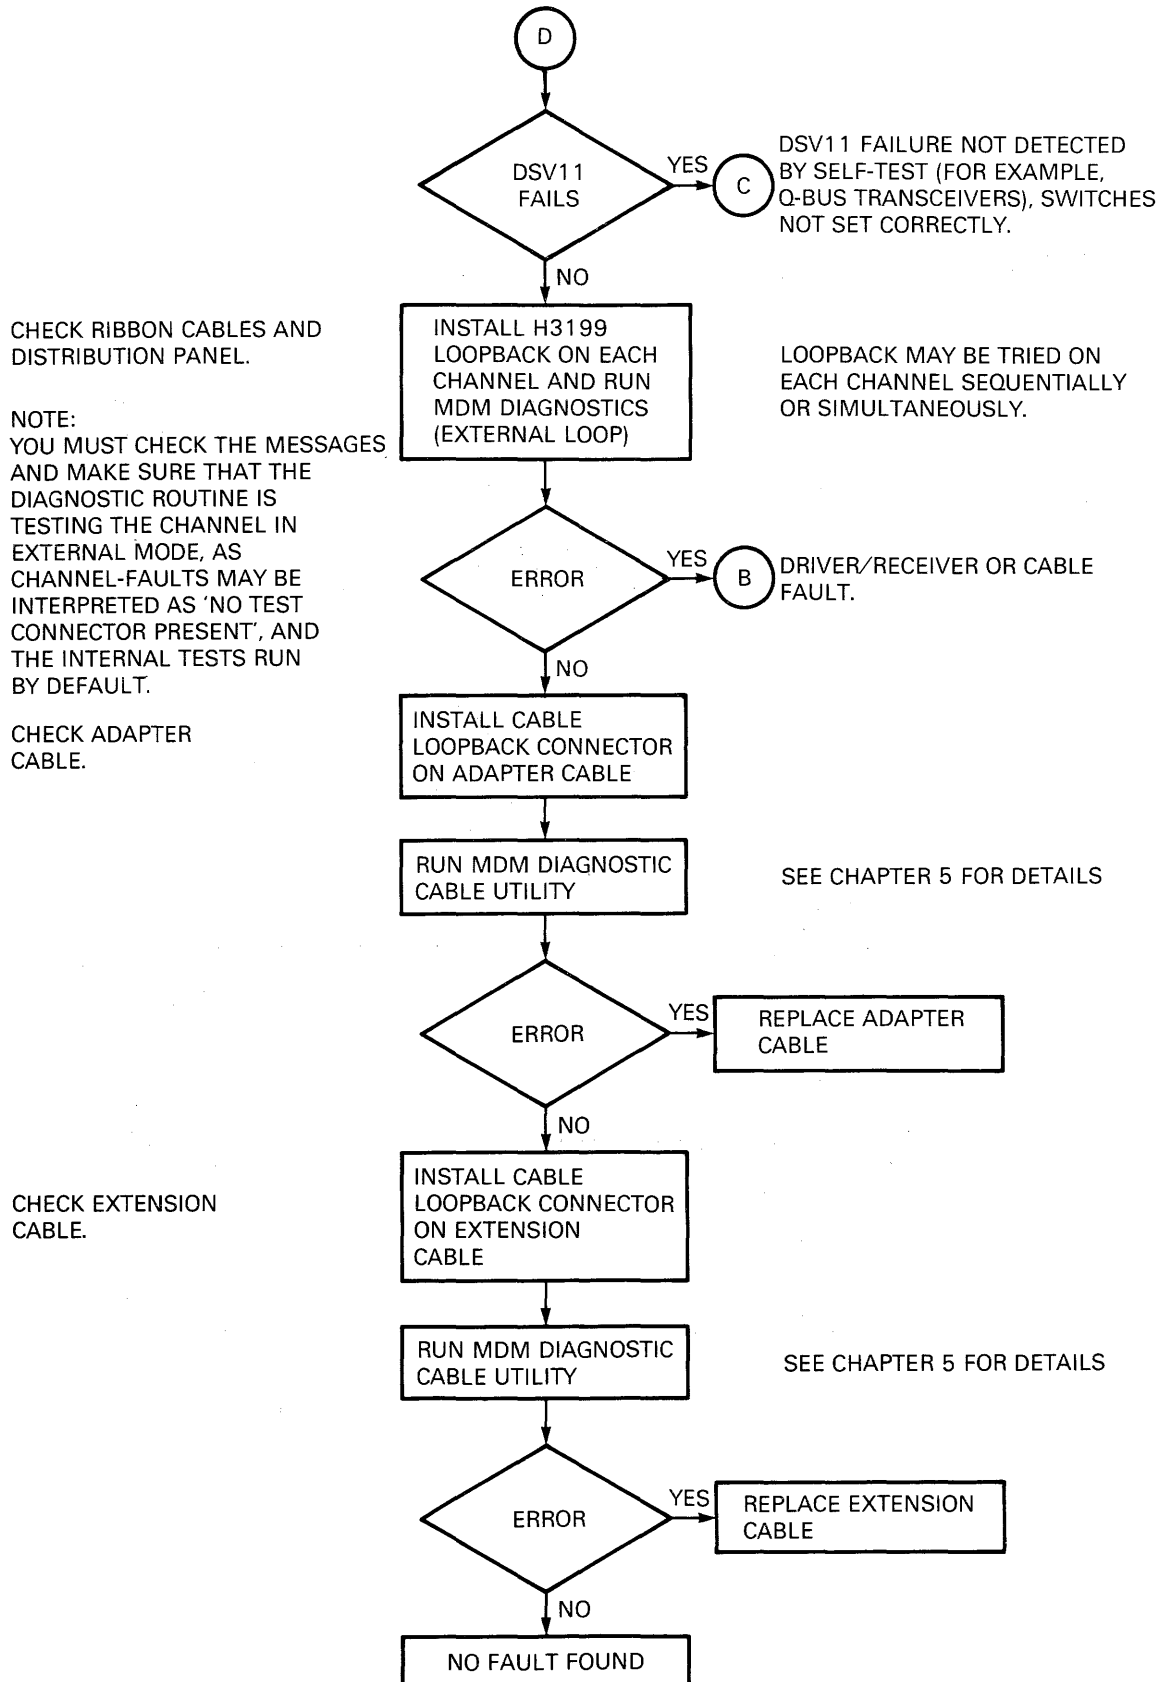 D
DSV11
FAILS
YES
C
DSV11 FAILURE NOT DETECTED
BY SELF-TEST (FOR EXAMPLE,
Q-BUS TRANSCEIVERS), SWITCHES
NOT SET CORRECTLY.
NO
CHECK RIBBON CABLES AND
DISTRIBUTION PANEL.
NOTE:
YOU MUST CHECK THE MESSAGES
AND MAKE SURE THAT THE
DIAGNOSTIC ROUTINE IS
TESTING THE CHANNEL IN
EXTERNAL MODE, AS
CHANNEL-FAULTS MAY BE
INTERPRETED AS 'NO TEST
CONNECTOR PRESENT', AND
THE INTERNAL TESTS RUN
BY DEFAULT.
INSTALL H3199
LOOPBACK ON EACH
CHANNEL AND RUN
MDM DIAGNOSTICS
(EXTERNAL LOOP)
LOOPBACK MAY BE TRIED ON
EACH CHANNEL SEQUENTIALLY
OR SIMULTANEOUSLY.
ERROR
YES
B
DRIVER/RECEIVER OR CABLE
FAULT.
NO
CHECK ADAPTER
CABLE.
INSTALL CABLE
LOOPBACK CONNECTOR
ON ADAPTER CABLE
RUN MDM DIAGNOSTIC
CABLE UTILITY
SEE CHAPTER 5 FOR DETAILS
ERROR
YES
REPLACE ADAPTER
CABLE
NO
CHECK EXTENSION
CABLE.
INSTALL CABLE
LOOPBACK CONNECTOR
ON EXTENSION
CABLE
RUN MDM DIAGNOSTIC
CABLE UTILITY
SEE CHAPTER 5 FOR DETAILS
ERROR
YES
REPLACE EXTENSION
CABLE
NO
NO FAULT FOUND